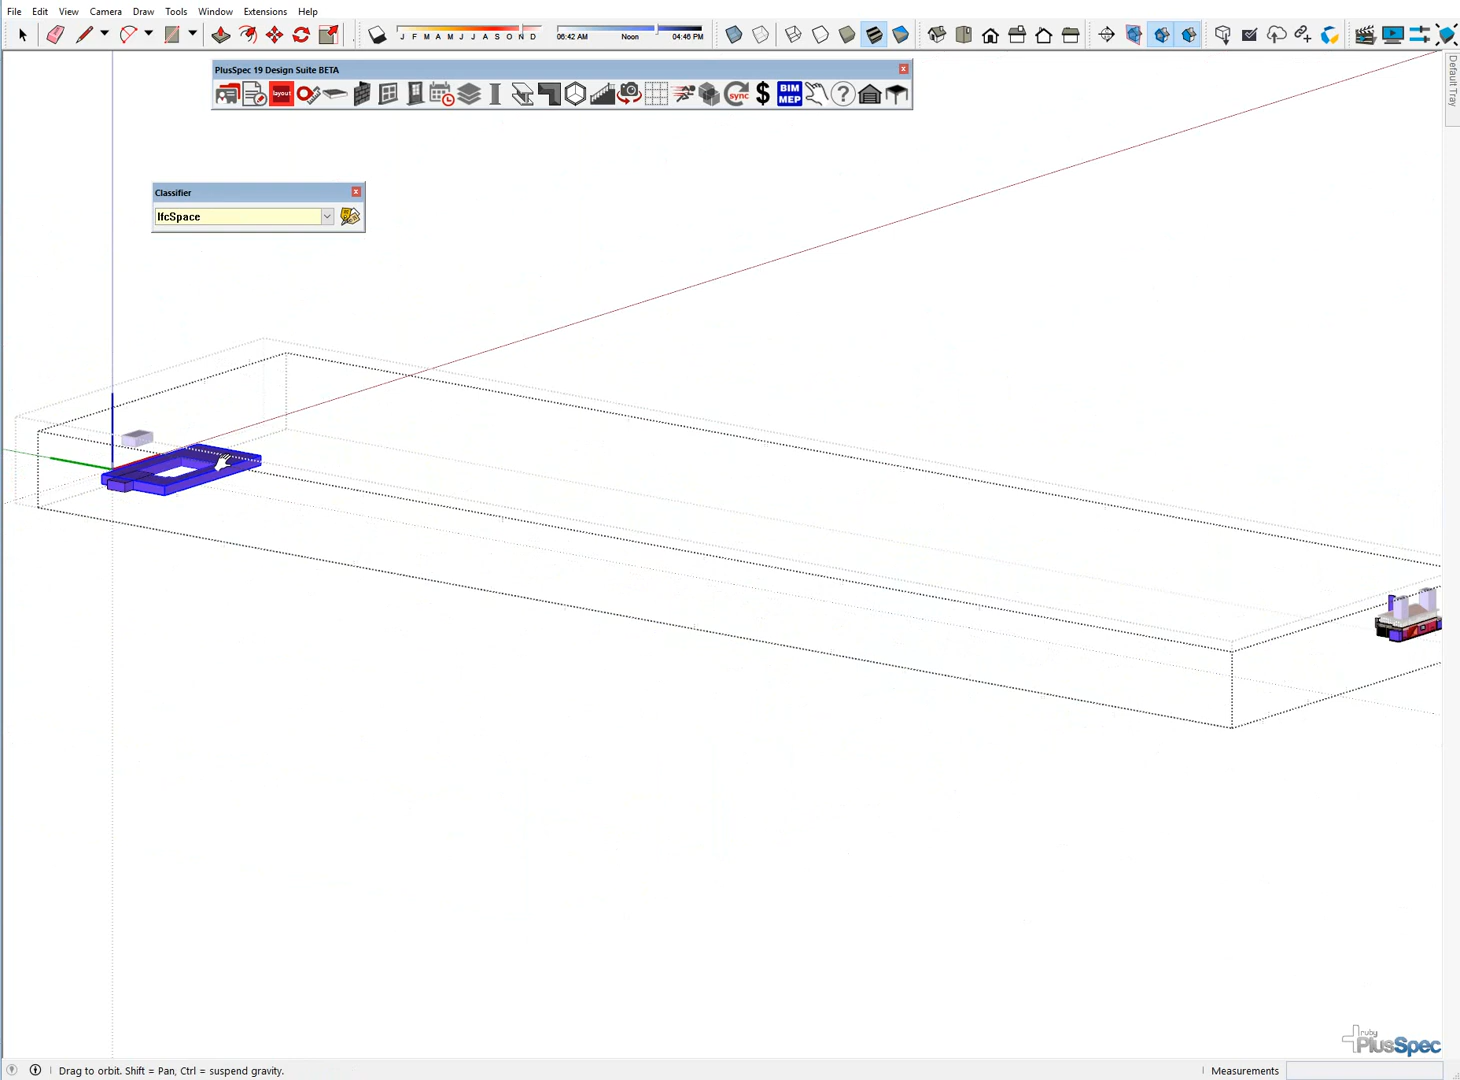 File Edit View Camera Draw Tools Window Extensions Help
J F M A M J J A S O N D
06:42 AM Noon 04:46 PM
PlusSpec 19 Design Suite BETA
layout
sync
$
BIM
MEP
?
Default Tray
Classifier
IfcSpace
ruby
PlusSpec
Drag to orbit. Shift = Pan, Ctrl = suspend gravity.
Measurements